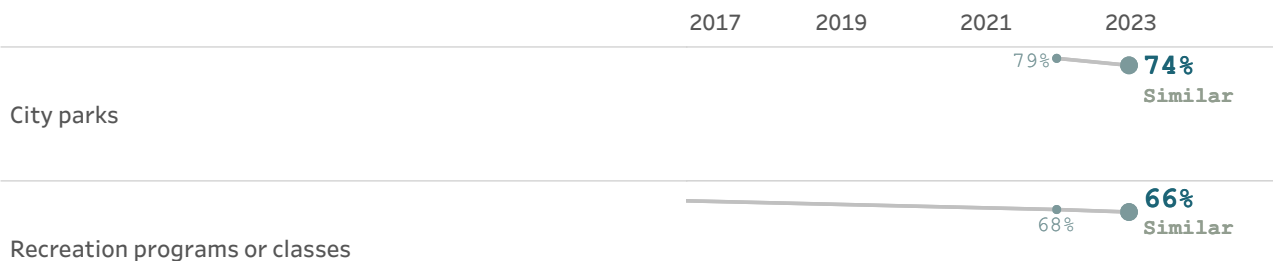 2017 2019 2021 2023
79% 74%
Similar
City parks
66%
68% Similar
Recreation programs or classes